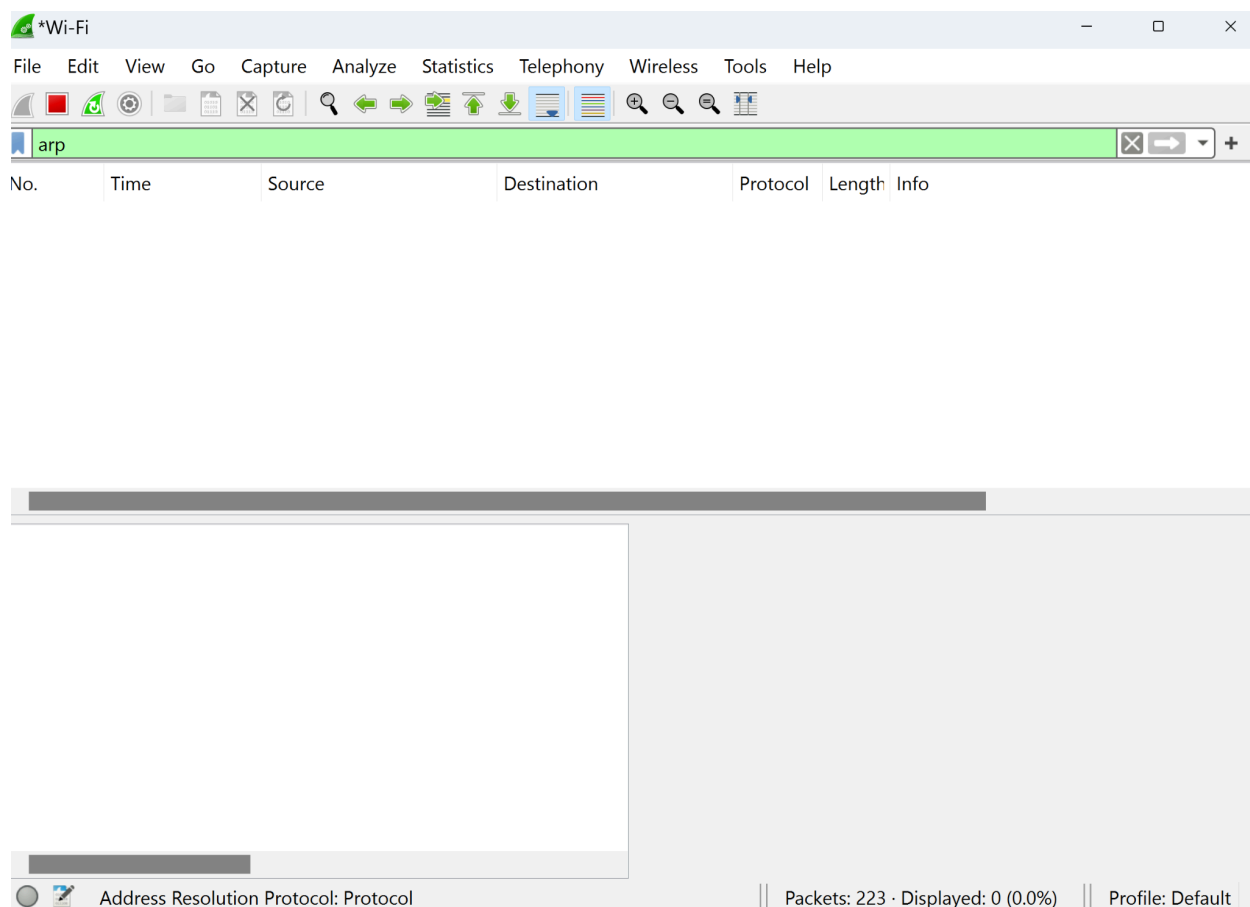 *Wi-Fi
File Edit View Go Capture Analyze Statistics Telephony Wireless Tools Help
arp
No. Time Source Destination Protocol Length Info
Address Resolution Protocol: Protocol Packets: 223 · Displayed: 0 (0.0%) Profile: Default